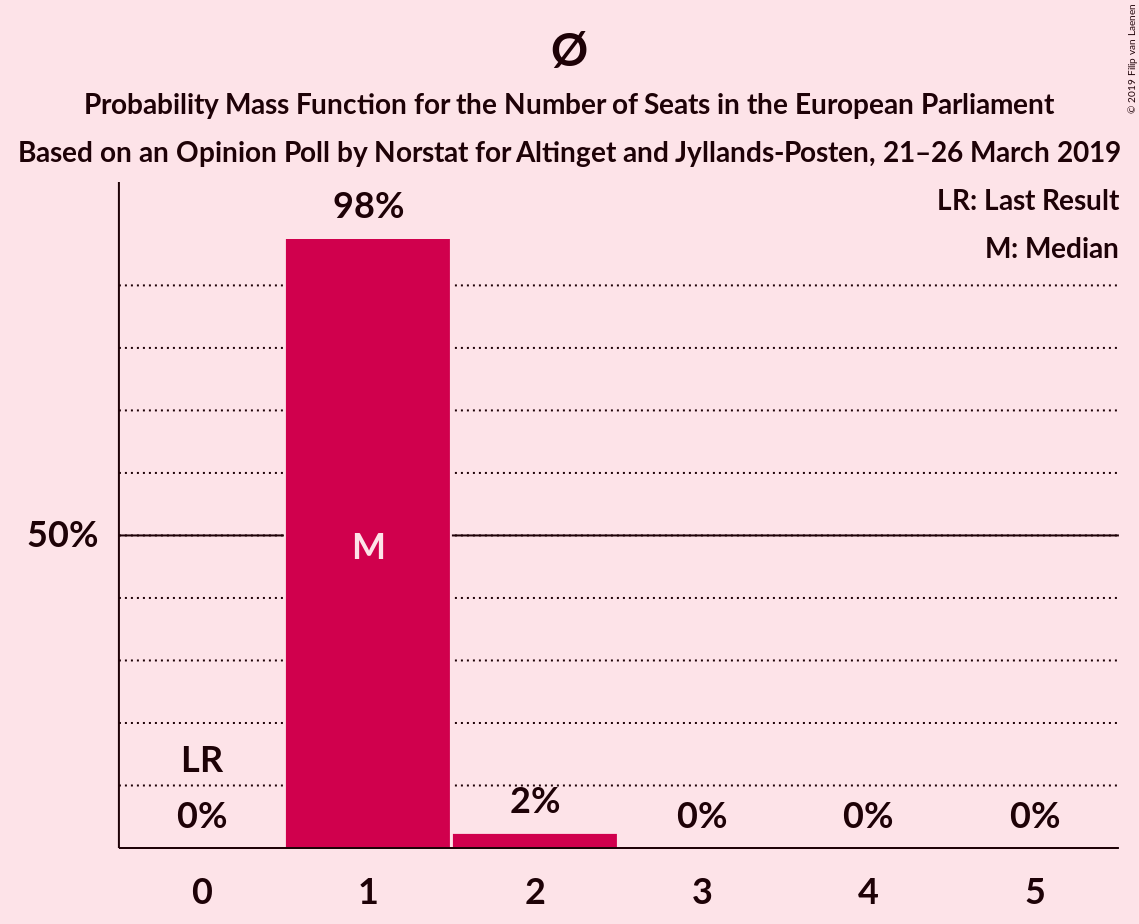 Ø
Probability Mass Function for the Number of Seats in the European Parliament
Based on an Opinion Poll by Norstat for Altinget and Jyllands-Posten, 21–26 March 2019
© 2019 Filip van Laenen
LR: Last Result
M: Median
98%
50%
M
LR
0%
2%
0%
0%
0%
0
1
2
3
4
5